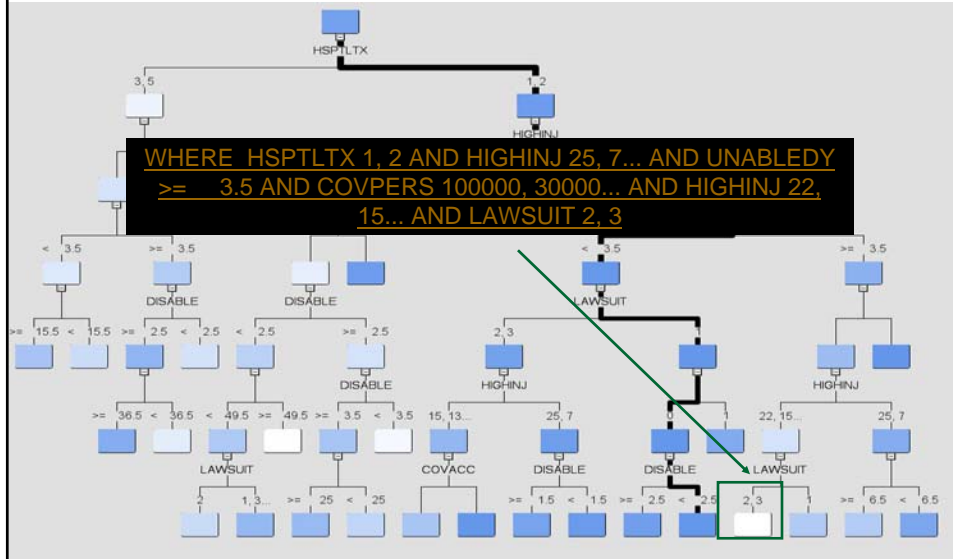 HSPTLTX
3, 5
1, 2
HIGHINJ
WHERE HSPTLTX 1, 2 AND HIGHINJ 25, 7... AND UNABLEDY
>= 3.5 AND COVPERS 100000, 30000... AND HIGHINJ 22,
15... AND LAWSUIT 2, 3
< 3.5 >= 3.5 < 3.5 >= 3.5
DISABLE DISABLE LAWSUIT
>= 15.5 < 15.5 >= 2.5 < 2.5 < 2.5 >= 2.5 2, 3
DISABLE HIGHINJ HIGHINJ
>= 36.5 < 36.5 < 49.5 >= 49.5 >= 3.5 < 3.5 15, 13... 25, 7 0 1 22, 15... 25, 7
LAWSUIT COVACC DISABLE DISABLE LAWSUIT
2 1, 3... >= 25 < 25 >= 1.5 < 1.5 >= 2.5 < 2.5 2, 3 1 >= 6.5 < 6.5